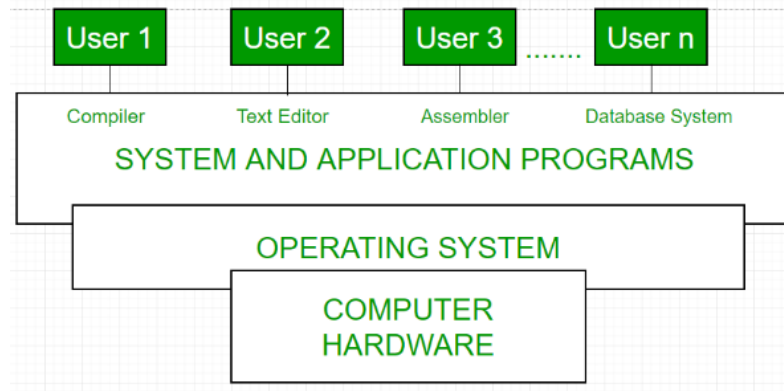 User 1 User 2 User 3 ....... User n
Compiler Text Editor Assembler Database System
SYSTEM AND APPLICATION PROGRAMS
OPERATING SYSTEM
COMPUTER
HARDWARE